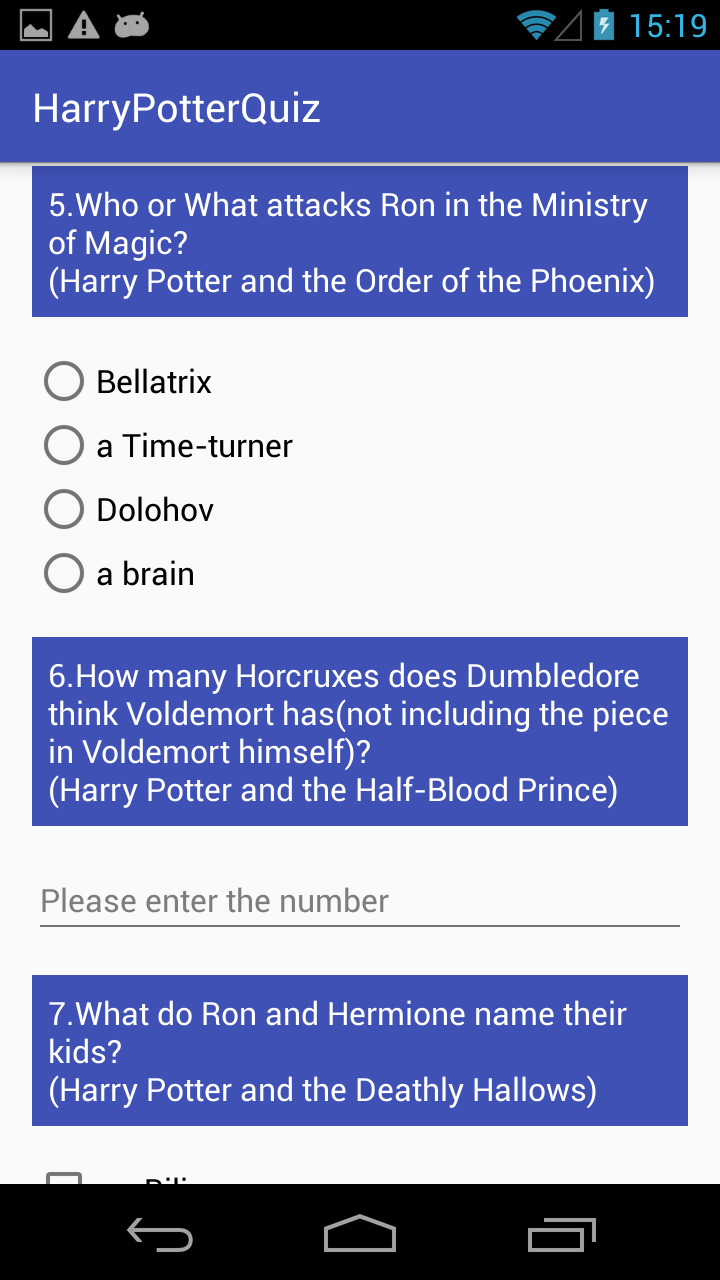 15:19
HarryPotterQuiz
5.Who or What attacks Ron in the Ministry
of Magic?
(Harry Potter and the Order of the Phoenix)
Bellatrix
a Time-turner
Dolohov
a brain
6.How many Horcruxes does Dumbledore
think Voldemort has(not including the piece
in Voldemort himself)?
(Harry Potter and the Half-Blood Prince)
Please enter the number
7.What do Ron and Hermione name their
kids?
(Harry Potter and the Deathly Hallows)